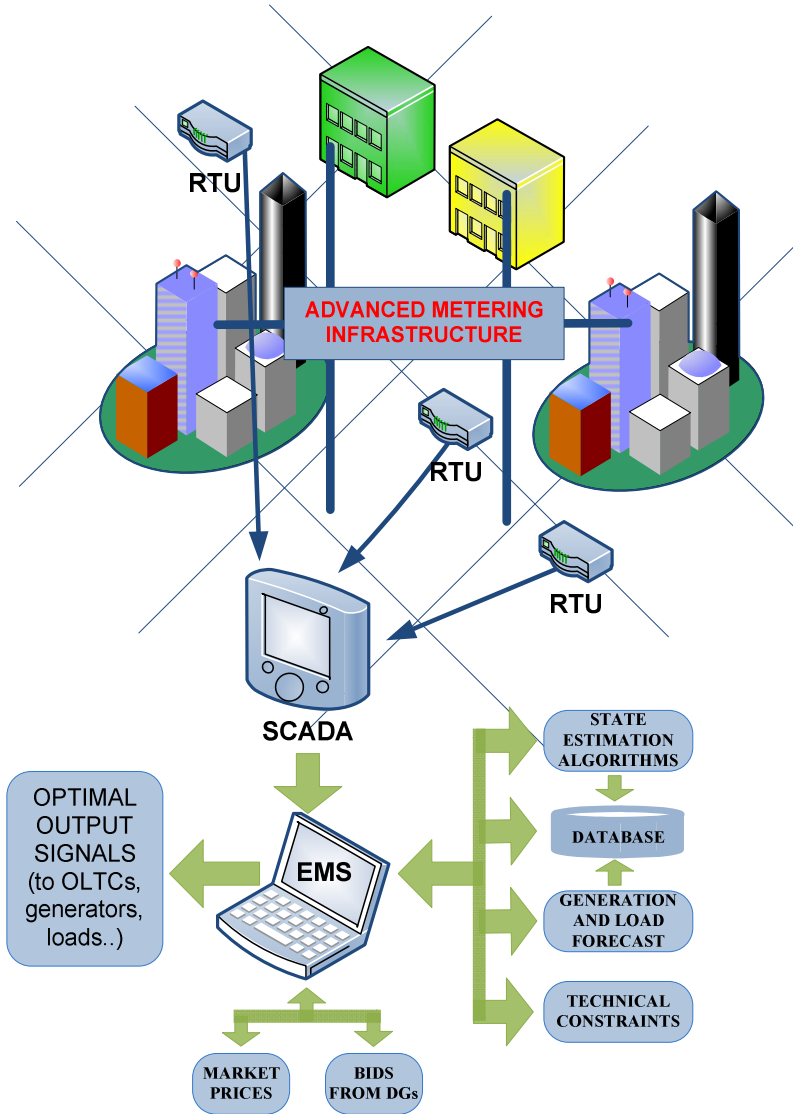 RTU
ADVANCED METERING
INFRASTRUCTURE
RTU
RTU
SCADA
STATE
ESTIMATION
ALGORITHMS
OPTIMAL
OUTPUT
SIGNALS
(to OLTCs,
generators,
loads..)
EMS
DATABASE
GENERATION
AND LOAD
FORECAST
TECHNICAL
CONSTRAINTS
MARKET
PRICES
BIDS
FROM DGs